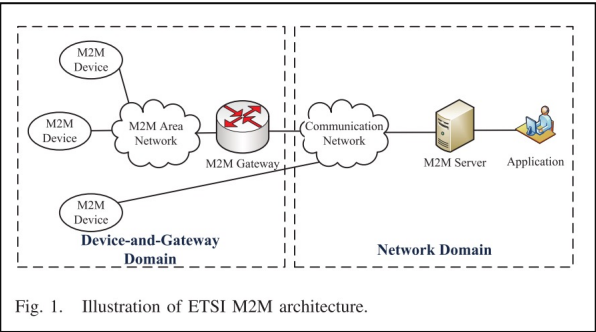 M2M
Device
M2M
Device
M2M Area
Network
M2M Gateway
Communication
Network
M2M Server
Application
M2M
Device
Device-and-Gateway
Domain
Network Domain
Fig. 1. Illustration of ETSI M2M architecture.